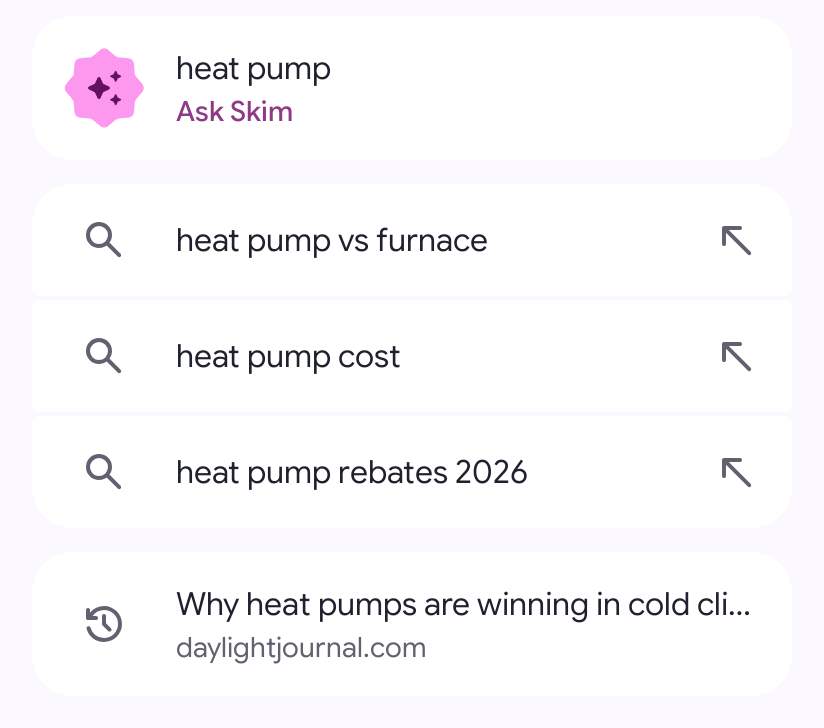 heat pump
Ask Skim
heat pump vs furnace
heat pump cost
heat pump rebates 2026
Why heat pumps are winning in cold cli...
daylightjournal.com